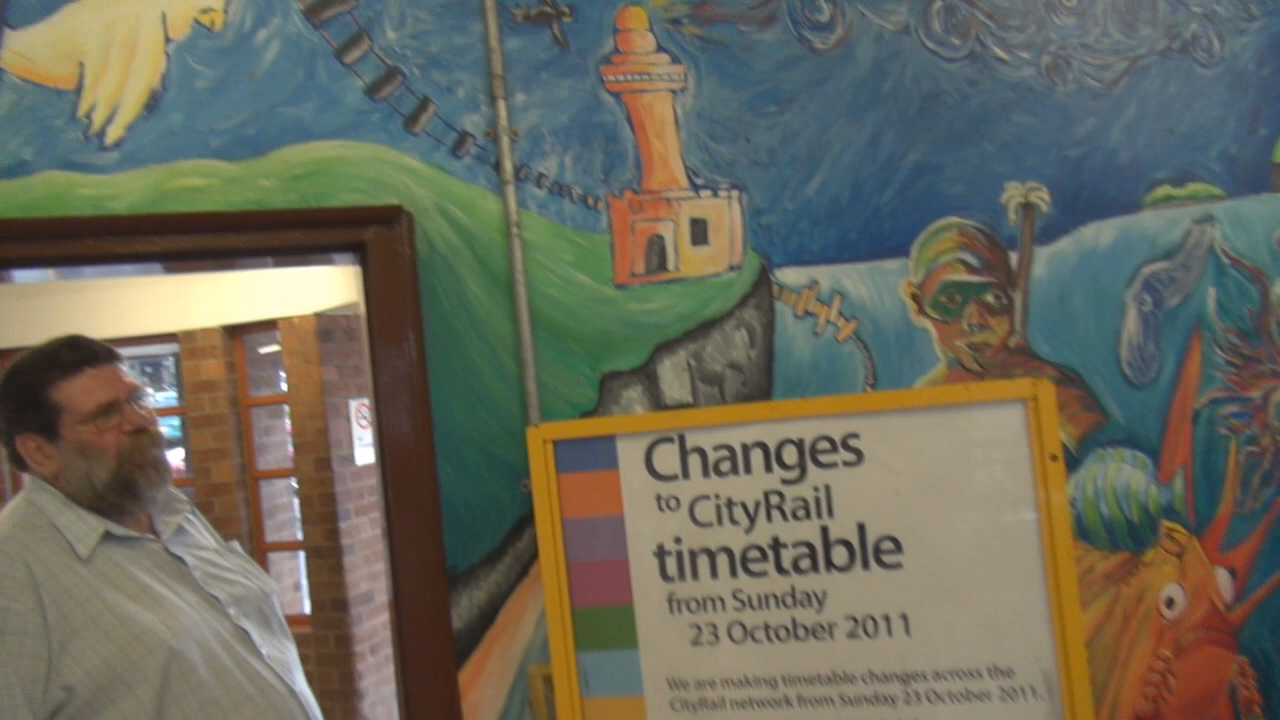 Changes
to CityRail
timetable
from Sunday
23 October 2011
We are making timetable changes across the
CityRail network from Sunday 23 October 2011.